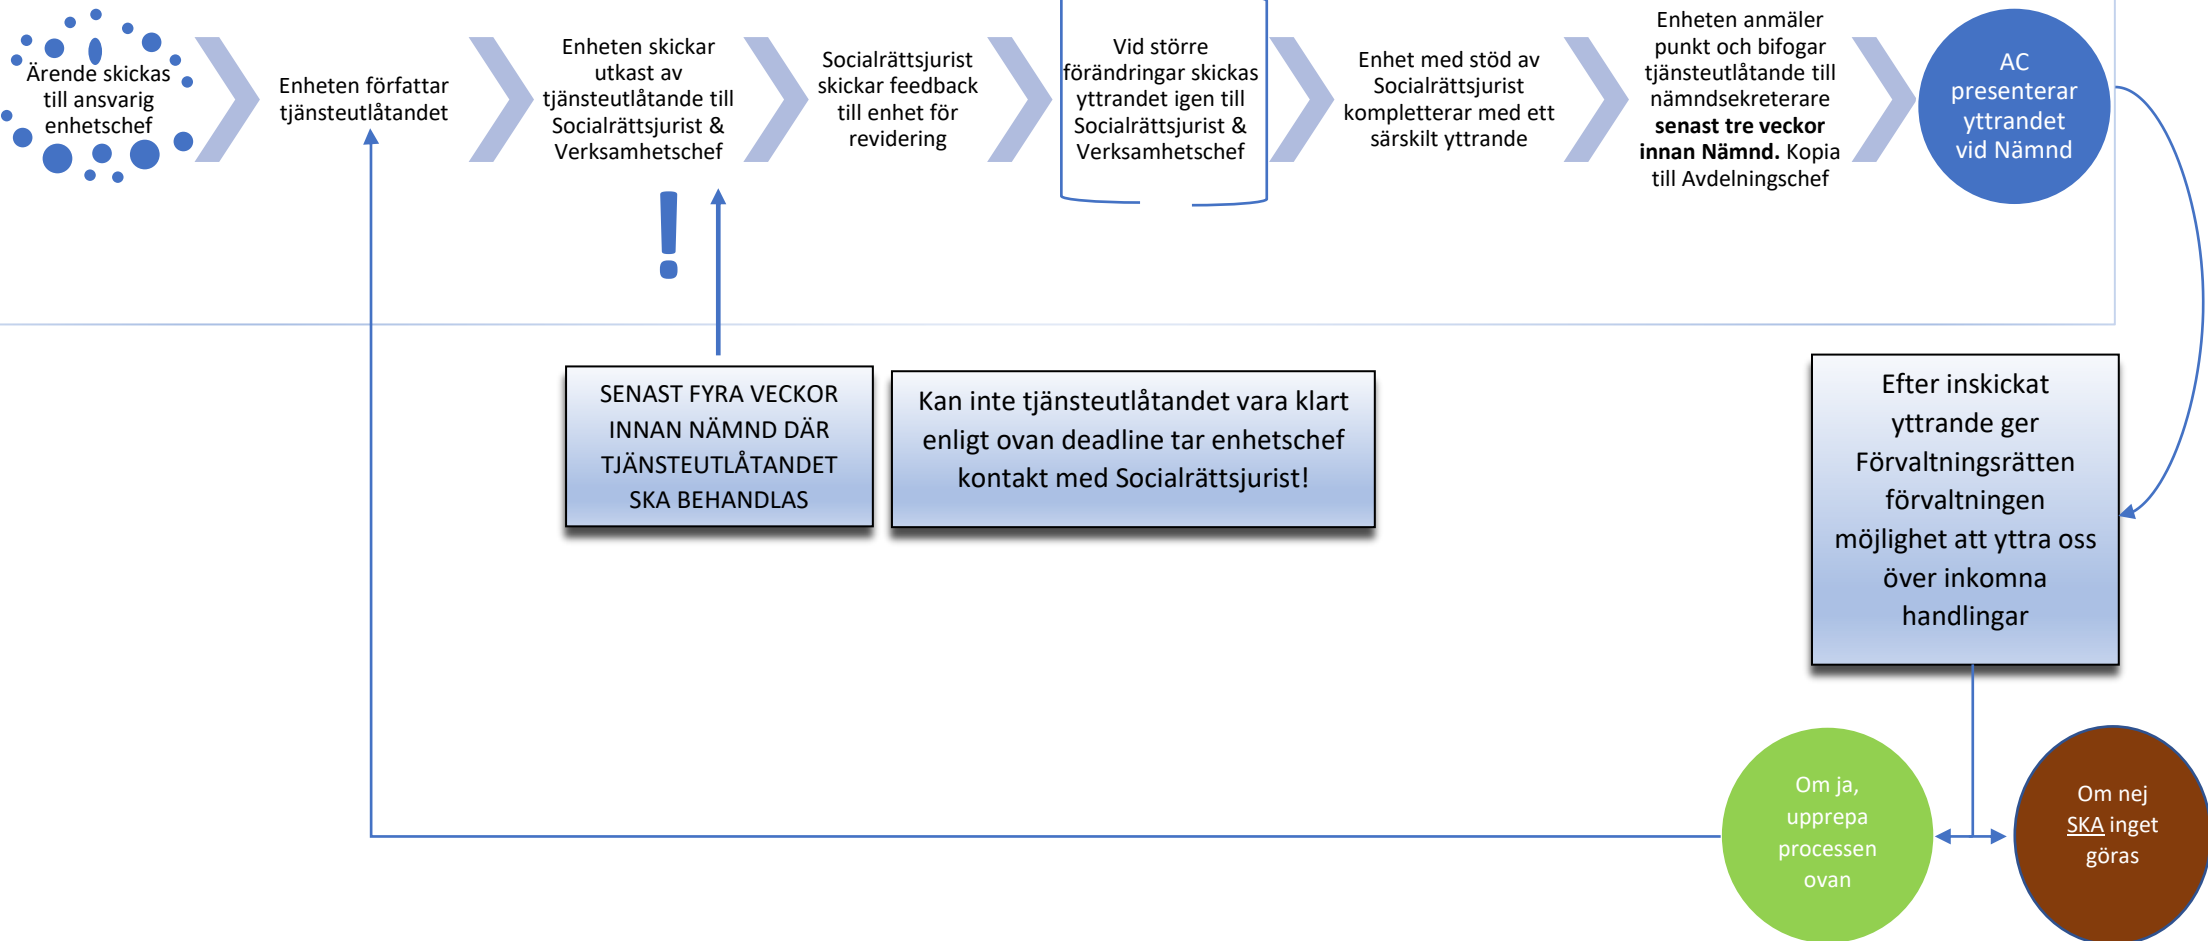 Ärende skickas
till ansvarig
enhetschef
Enheten författar
tjänsteutlåtandet
Enheten skickar
utkast av
tjänsteutlåtande till
Socialrättsjurist &
Verksamhetschef
Socialrättsjurist
skickar feedback
till enhet för
revidering
Vid större
förändringar skickas
yttrandet igen till
Socialrättsjurist &
Verksamhetschef
Enhet med stöd av
Socialrättsjurist
kompletterar med ett
särskilt yttrande
Enheten anmäler
punkt och bifogar
tjänsteutlåtande till
nämndsekreterare
senast tre veckor
innan Nämnd. Kopia
till Avdelningschef
AC
presenterar
yttrandet
vid Nämnd
!
SENAST FYRA VECKOR
INNAN NÄMND DÄR
TJÄNSTEUTLÅTANDET
SKA BEHANDLAS
Kan inte tjänsteutlåtandet vara klart
enligt ovan deadline tar enhetschef
kontakt med Socialrättsjurist!
Efter inskickat
yttrande ger
Förvaltningsrätten
förvaltningen
möjlighet att yttra oss
över inkomna
handlingar
Om ja,
upprepa
processen
ovan
Om nej
SKA inget
göras